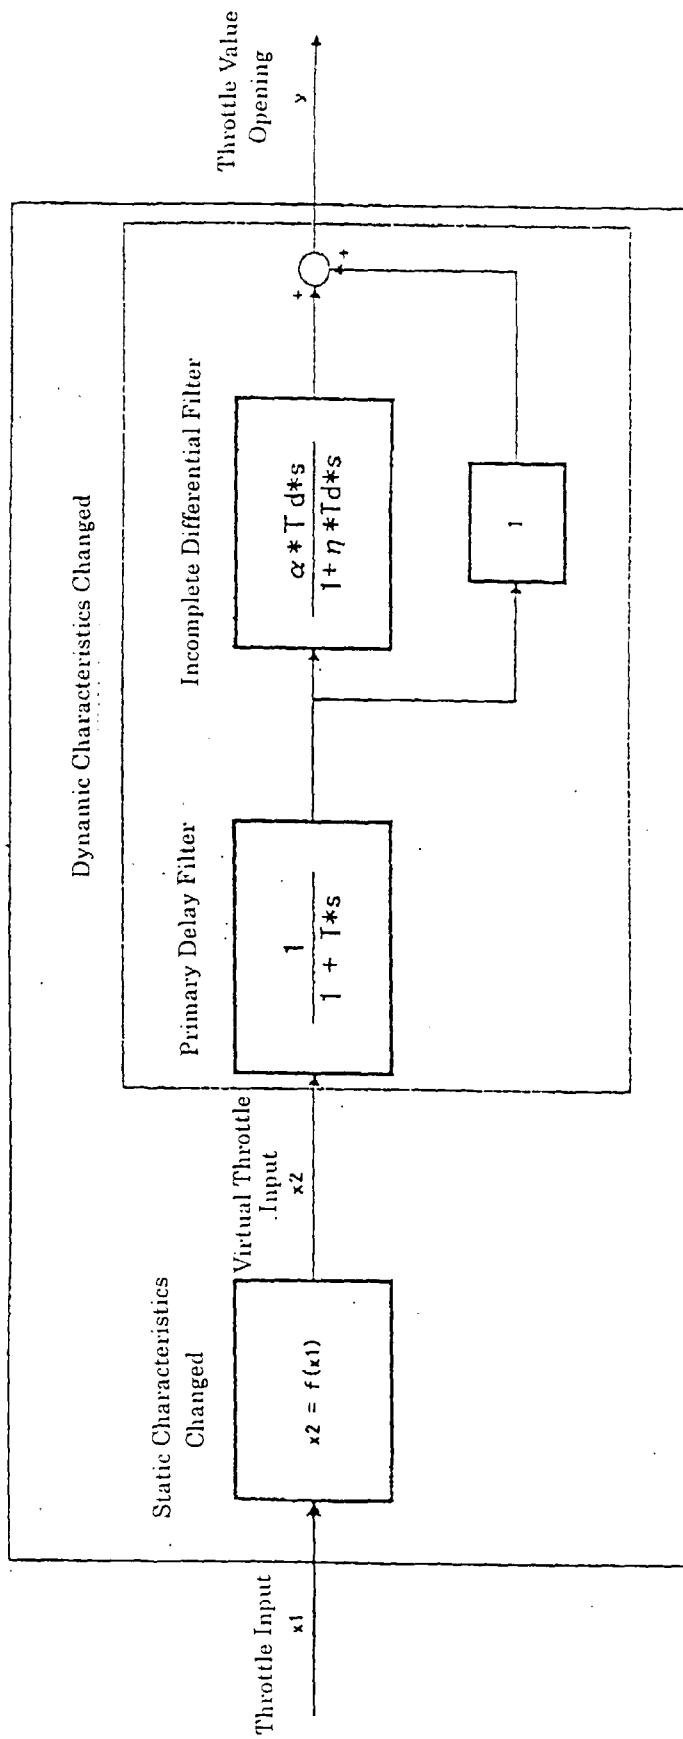 Throttle Input
x1
Static Characteristics
Changed
x2 = f(x1)
Virtual Throttle
Input
x2
Dynamic Characteristics Changed
Primary Delay Filter
1
1 + T*s
Incomplete Differential Filter
α*Td*s
1+η*Td*s
1
+
+
Throttle Value
Opening
y